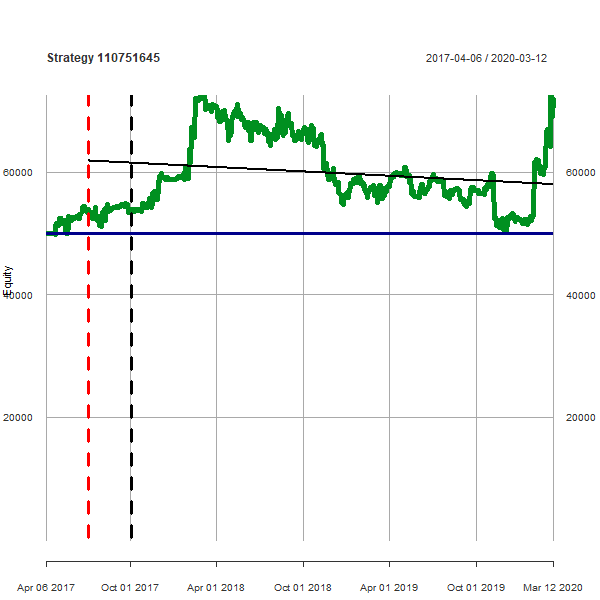 Strategy 110751645
2017-04-06 / 2020-03-12
60000
60000
Equity
40000
40000
20000
20000
Apr 06 2017
Oct 01 2017
Apr 01 2018
Oct 01 2018
Apr 01 2019
Oct 01 2019
Mar 12 2020